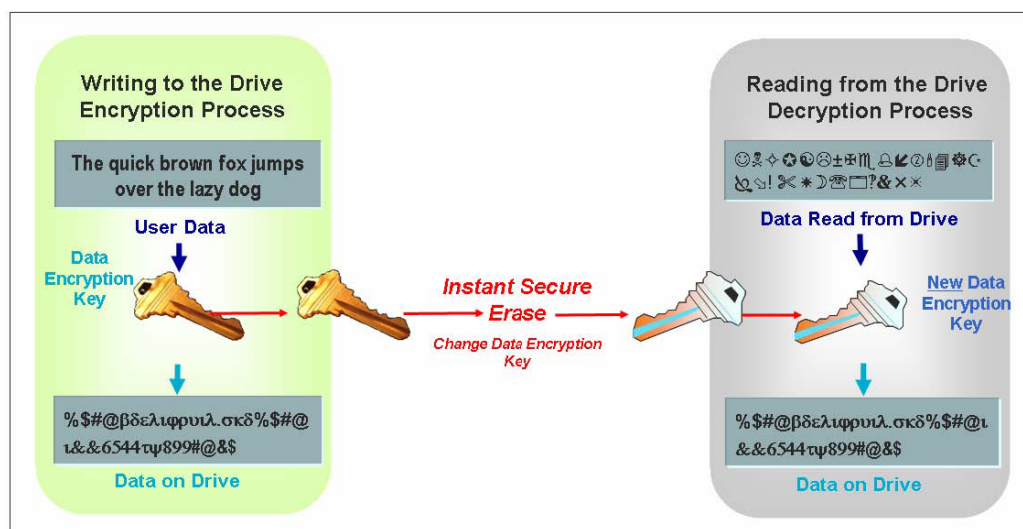 Writing to the Drive
Encryption Process
The quick brown fox jumps
over the lazy dog
User Data
Data
Encryption
Key
%$#@βδελιφρυιλ.σκδ%$#@
ι&&6544τψ899#@&$
Data on Drive
Instant Secure
Erase
Change Data Encryption
Key
Reading from the Drive
Decryption Process
Data Read from Drive
New Data
Encryption
Key
%$#@βδελιφρυιλ.σκδ%$#@ι
&&6544τψ899#@&$
Data on Drive